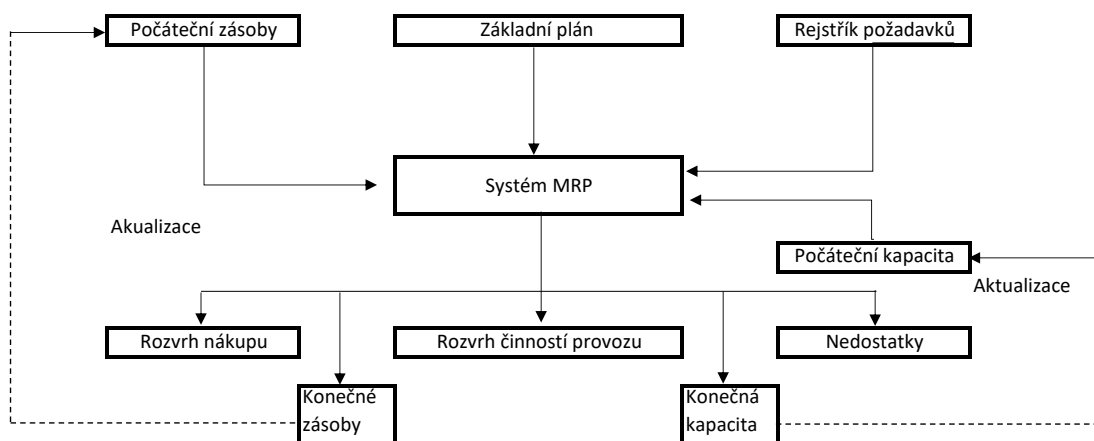 Počáteční zásoby
Základní plán
Rejstřík požadavků
Systém MRP
Akualizace
Počáteční kapacita
Aktualizace
Rozvrh nákupu
Rozvrh činností provozu
Nedostatky
Konečné
zásoby
Konečná
kapacita